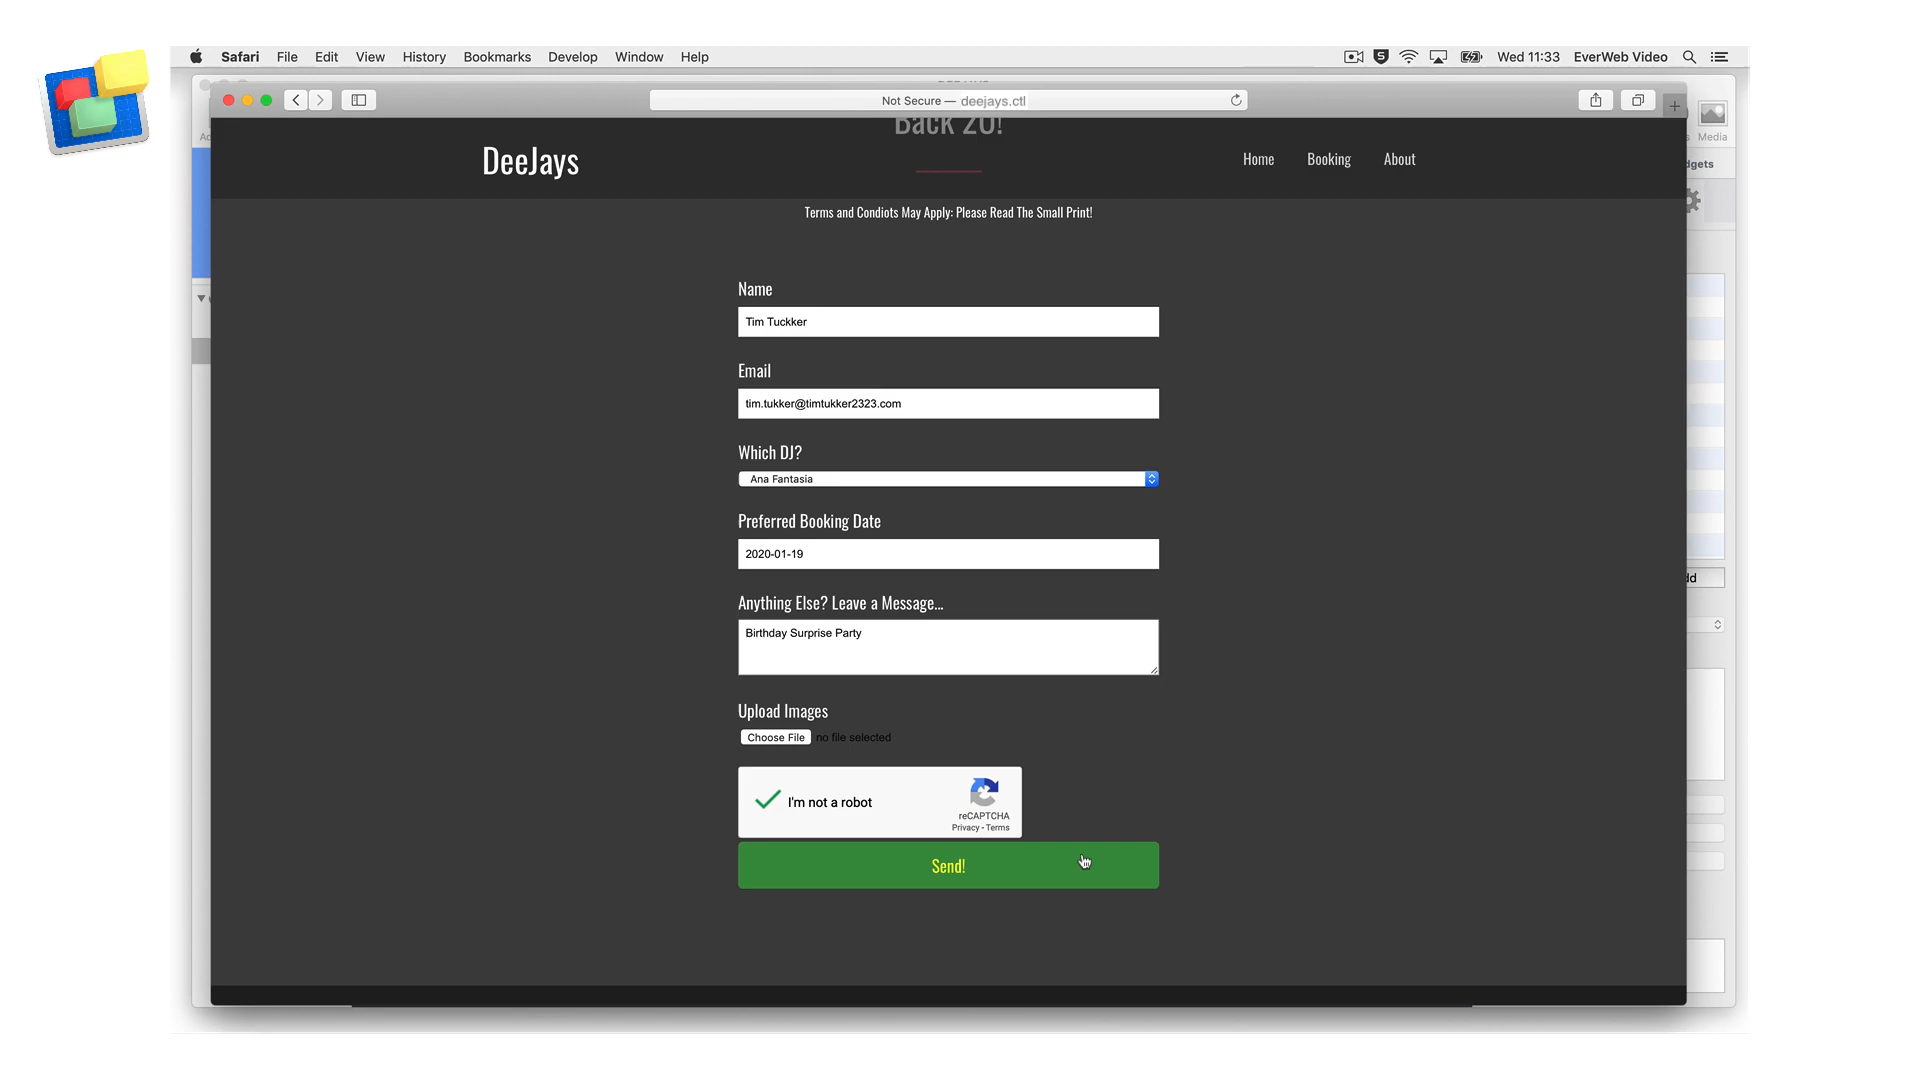 Safari File Edit View History Bookmarks Develop Window Help
Wed 11:33 EverWeb Video
Not Secure — deejays.ctl
Media
Back 2U!
DeeJays
Home Booking About
Terms and Condiots May Apply: Please Read The Small Print!
Name
Tim Tuckker
Email
tim.tukker@timtukker2323.com
Which DJ?
Ana Fantasia
Preferred Booking Date
2020-01-19
Anything Else? Leave a Message...
Birthday Surprise Party
Upload Images
Choose File no file selected
I'm not a robot
reCAPTCHA
Privacy - Terms
Send!